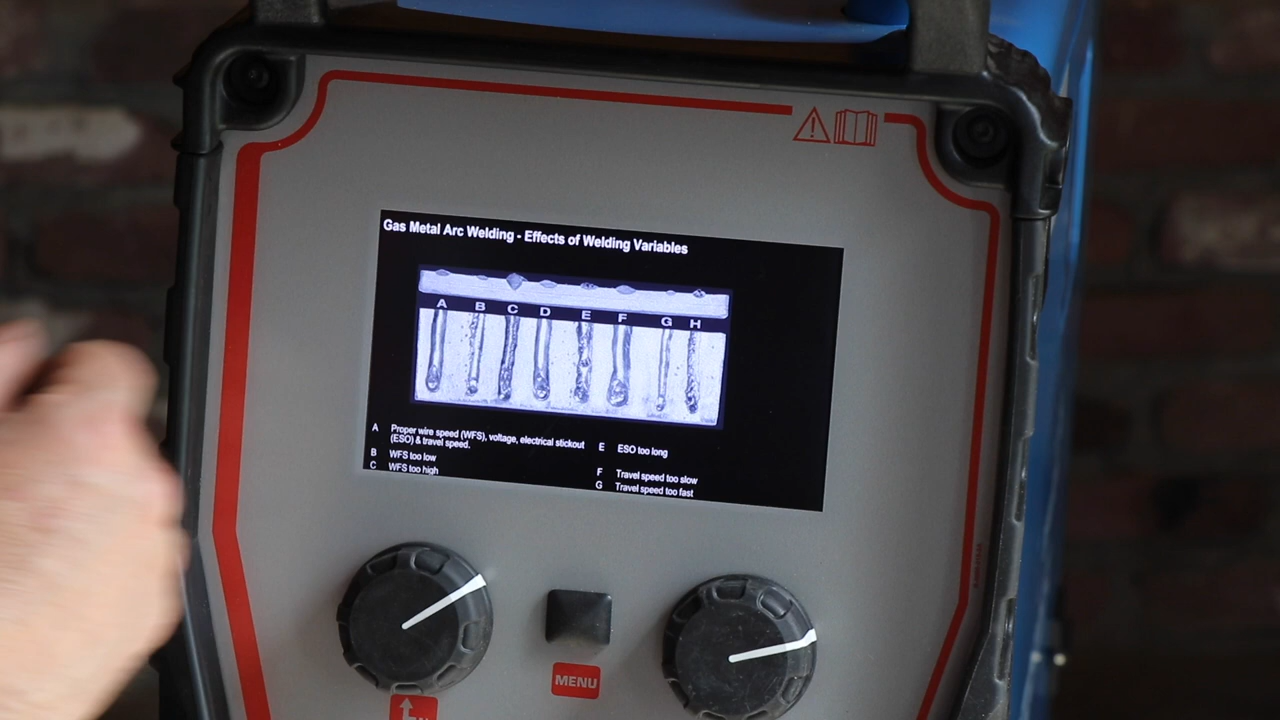 Gas Metal Arc Welding - Effects of Welding Variables
A B C D E F G H
A Proper wire speed (WFS), voltage, electrical stickout
(ESO) & travel speed.
B WFS too low
C WFS too high
E ESO too long
F Travel speed too slow
G Travel speed too fast
MENU